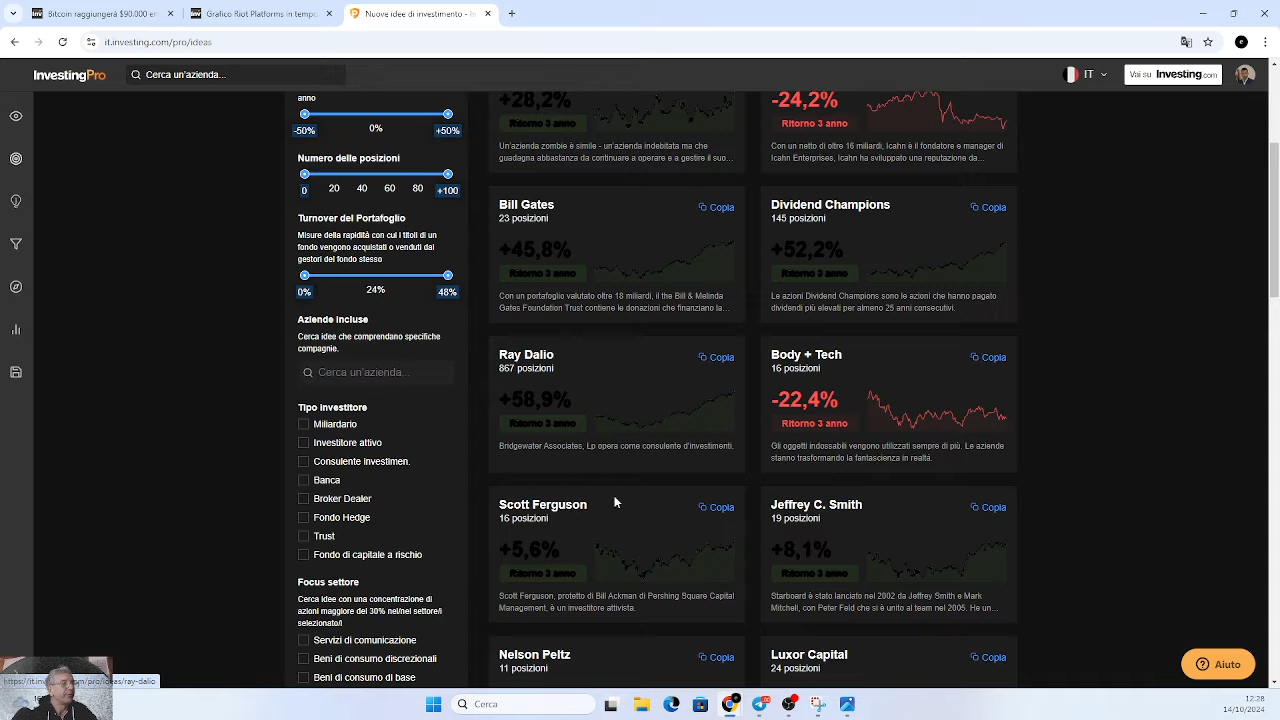 Bitcoin raggiungerà $90.000 en
Grafico Riot Platforms in tempo
Nuove idee di investimento - In
it.investing.com/pro/ideas
InvestingPro
Cerca un'azienda...
IT
Vai su Investing.com
anno
-50%
0%
+50%
Numero delle posizioni
0
20
40
60
80
+100
Turnover del Portafoglio
Misure della rapidità con cui i titoli di un
fondo vengono acquistati o venduti dal
gestori del fondo stesso
0%
24%
48%
Aziende incluse
Cerca idee che comprendano specifiche
compagnie.
Cerca un'azienda...
Tipo investitore
Miliardario
Investitore attivo
Consulente Investimen.
Banca
Broker Dealer
Fondo Hedge
Trust
Fondo di capitale a rischio
Focus settore
Cerca idee con una concentrazione di
azioni maggiore del 30% nel/nei settore/i
selezionato/i
Servizi di comunicazione
Beni di consumo discrezionali
Beni di consumo di base
+28,2%
Ritorno 3 anno
Un'azienda zombie è simile - un'azienda indebitata ma che
guadagna abbastanza da continuare a operare e a gestire il suo...
-24,2%
Ritorno 3 anno
Con un netto di oltre 16 miliardi, Icahn è il fondatore e manager di
Icahn Enterprises, Icahn ha sviluppato una reputazione da...
Bill Gates
Copia
23 posizioni
+45,8%
Ritorno 3 anno
Con un portafoglio valutato oltre 18 miliardi, il the Bill & Melinda
Gates Foundation Trust contiene le donazioni che finanziano la...
Dividend Champions
Copia
145 posizioni
+52,2%
Ritorno 3 anno
Le azioni Dividend Champions sono le azioni che hanno pagato
dividendi più elevati per almeno 25 anni consecutivi.
Ray Dalio
Copia
867 posizioni
+58,9%
Ritorno 3 anno
Bridgewater Associates, Lp opera come consulente d'investimenti.
Body + Tech
Copia
16 posizioni
-22,4%
Ritorno 3 anno
Gli oggetti indossabili vengono utilizzati sempre di più. Le aziende
stanno trasformando la fantascienza in realtà.
Scott Ferguson
Copia
16 posizioni
+5,6%
Ritorno 3 anno
Scott Ferguson, protetto di Bill Ackman di Pershing Square Capital
Management, è un investitore attivista.
Jeffrey C. Smith
Copia
19 posizioni
+8,1%
Ritorno 3 anno
Starboard è stato lanciato nel 2002 da Jeffrey Smith e Mark
Mitchell, con Peter Feld che si è unito al team nel 2005. He un...
Nelson Peltz
Copia
11 posizioni
Luxor Capital
Copia
24 posizioni
Aiuto
https://it.investing.com/pro/ideas/ray-dalio
Cerca
12:28
14/10/2024